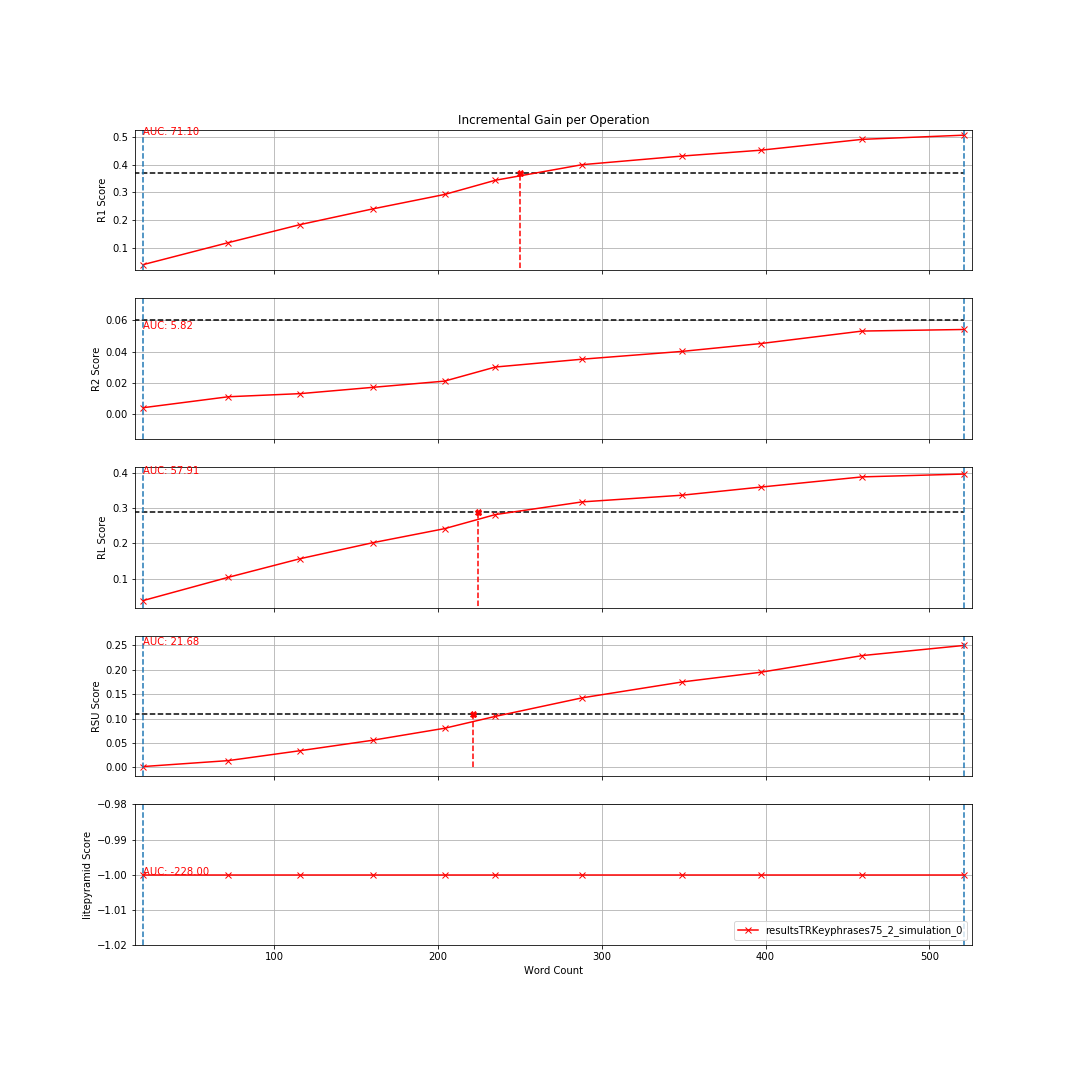 Incremental Gain per Operation
AUC: 71.10
0.5
0.4
0.3
0.2
0.1
R1 Score
AUC: 5.82
0.06
0.04
0.02
0.00
R2 Score
AUC: 57.91
0.4
0.3
0.2
0.1
RL Score
AUC: 21.68
0.25
0.20
0.15
0.10
0.05
0.00
RSU Score
−0.98
−0.99
−1.00
−1.01
−1.02
AUC: -228.00
litepyramid Score
resultsTRKeyphrases75_2_simulation_0
100 200 300 400 500
Word Count